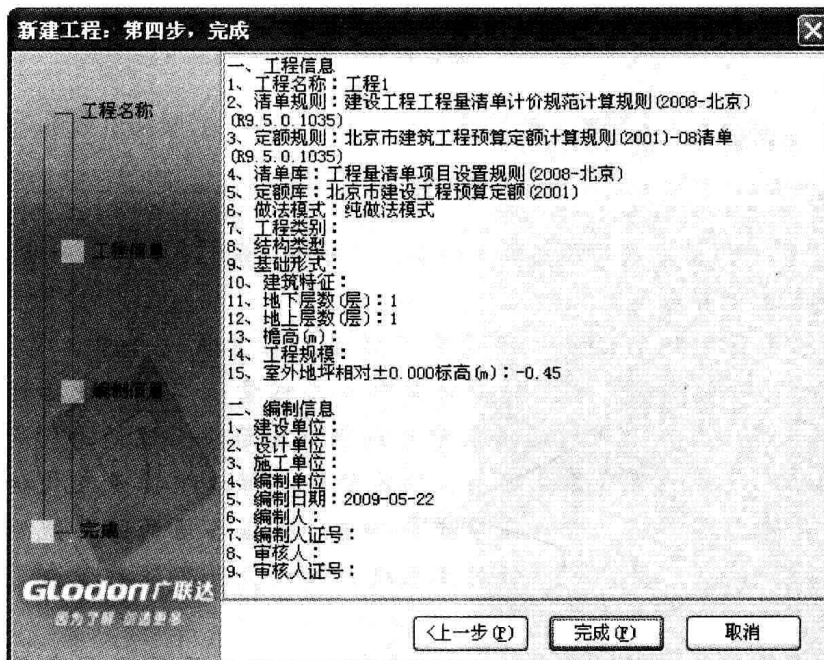 新建工程：第四步，完成
工程名称
工程信息
编制信息
完成
GLodon广联达
一、工程信息
1、工程名称：工程1
2、清单规则：建设工程工程量清单计价规范计算规则(2008-北京)
(R9.5.0.1035)
3、定额规则：北京市建筑工程预算定额计算规则(2001)-08清单
(R9.5.0.1035)
4、清单库：工程量清单项目设置规则(2008-北京)
5、定额库：北京市建设工程预算定额(2001)
6、做法模式：纯做法模式
7、工程类别：
8、结构类型：
9、基础形式：
10、建筑特征：
11、地下层数(层)：1
12、地上层数(层)：1
13、檐高(m)：
14、工程规模：
15、室外地坪相对±0.000标高(m)：-0.45
二、编制信息
1、建设单位：
2、设计单位：
3、施工单位：
4、编制单位：
5、编制日期：2009-05-22
6、编制人：
7、编制人证号：
8、审核人：
9、审核人证号：
<上一步(P)
完成(F)
取消